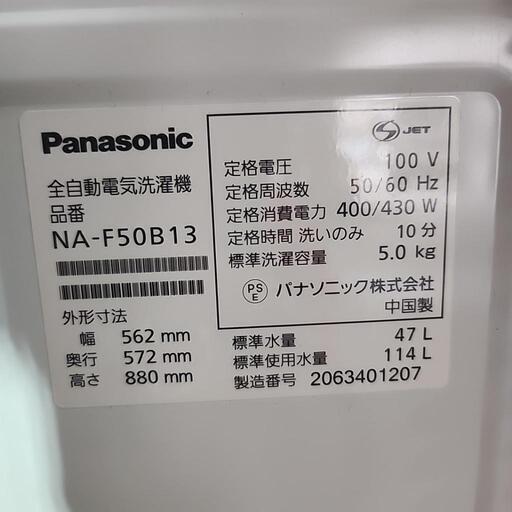 Panasonic
全自動電気洗濯機
品番
NA-F50B13
外形寸法
幅 562 mm
奥行 572 mm
高さ 880 mm
S JET
定格電圧 100 V
定格周波数 50/60 Hz
定格消費電力 400/430 W
定格時間 洗いのみ 10 分
標準洗濯容量 5.0 kg
PS E パナソニック株式会社
中国製
標準水量 47 L
標準使用水量 114 L
製造番号 2063401207